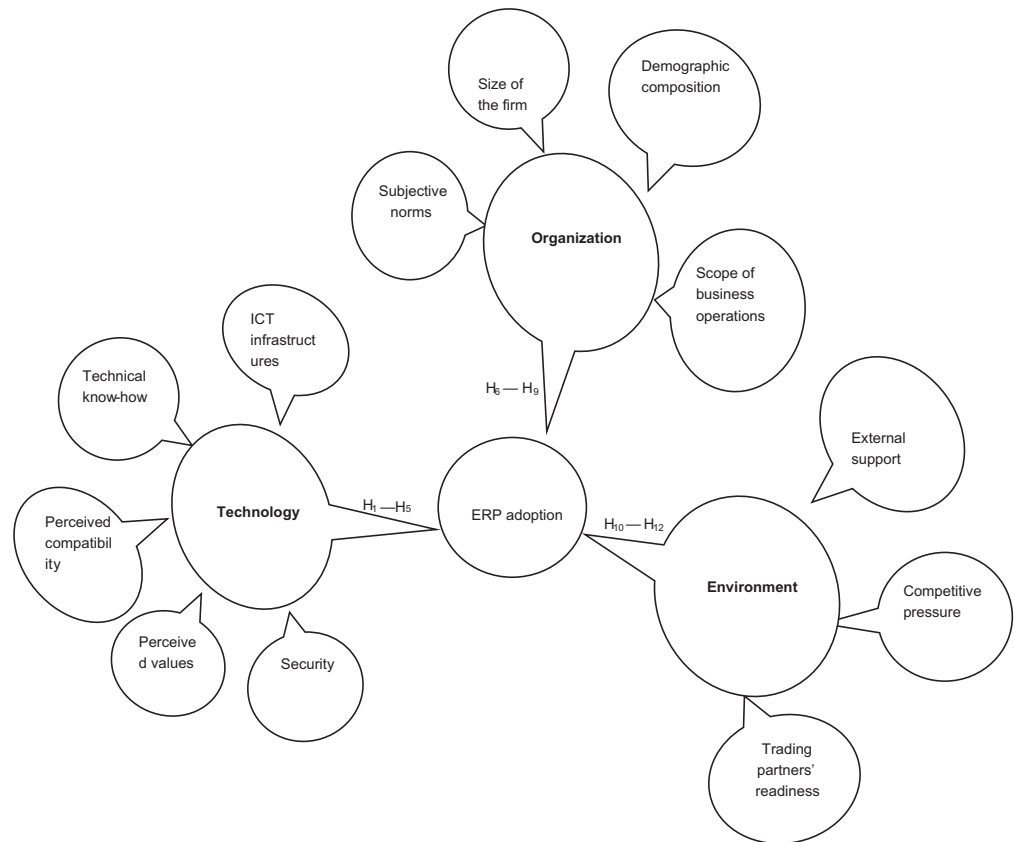 Size of
the firm
Demographic
composition
Subjective
norms
Organization
Scope of
business
operations
H₆ — H₉
ICT
infrastruct
ures
Technical
know-how
Perceived
compatibil
ity
Technology
H₁ —H₅
Perceive
d values
Security
ERP adoption
H₁₀— H₁₂
External
support
Environment
Competitive
pressure
Trading
partners’
readiness